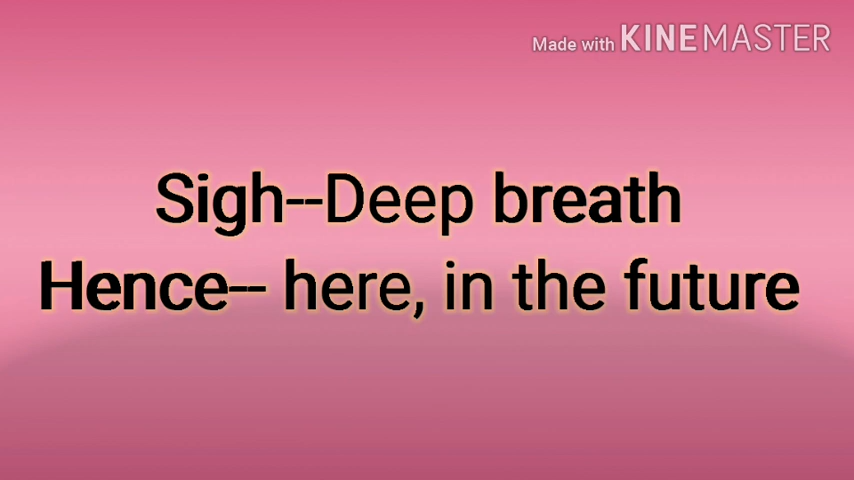 Made with KINEMASTER
Sigh--Deep breath
Hence-- here, in the future